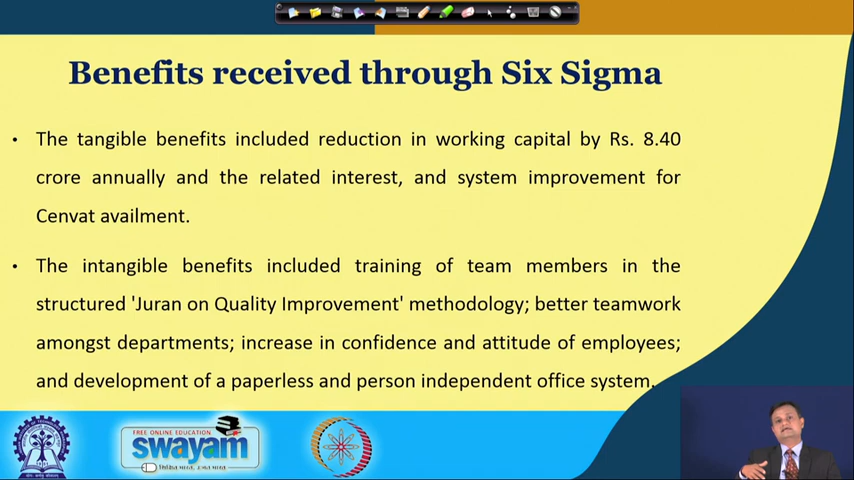 Benefits received through Six Sigma
• The tangible benefits included reduction in working capital by Rs. 8.40
crore annually and the related interest, and system improvement for
Cenvat availment.
• The intangible benefits included training of team members in the
structured 'Juran on Quality Improvement' methodology; better teamwork
amongst departments; increase in confidence and attitude of employees;
and development of a paperless and person independent office system.
FREE ONLINE EDUCATION
swayam